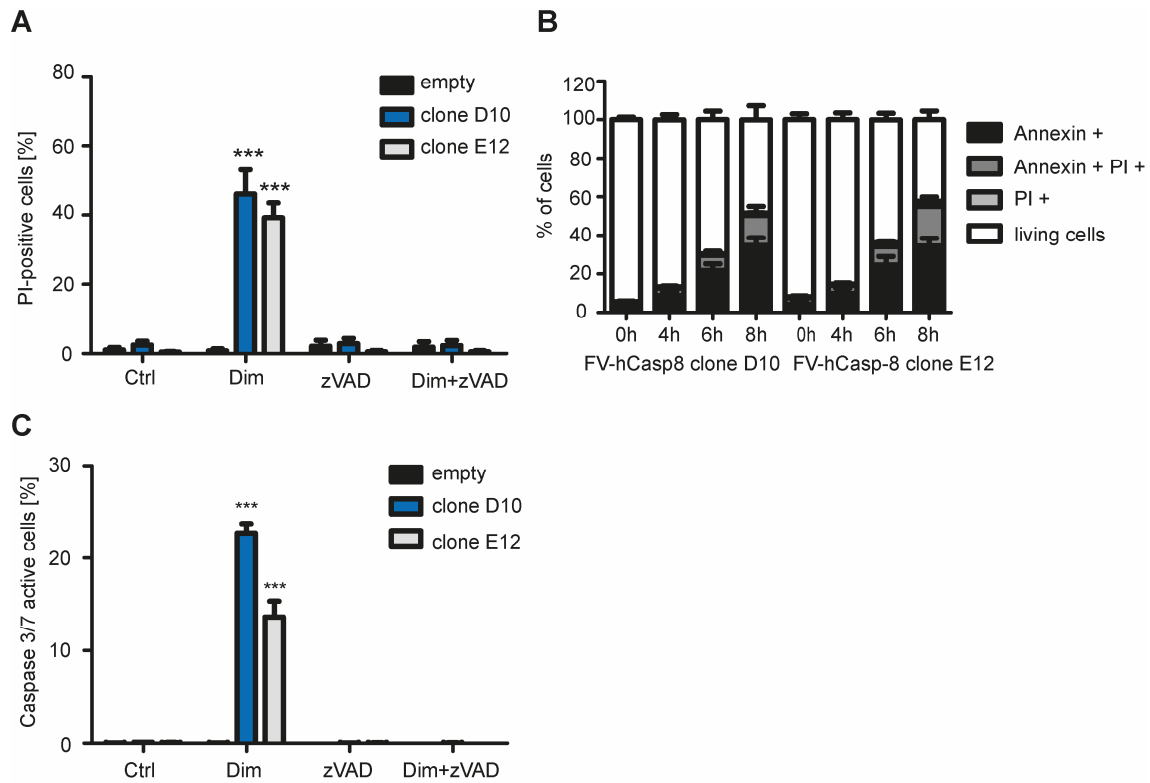 A
PI-positive cells [%]
80
60
40
20
0
empty
clone D10
clone E12
***
***
Ctrl
Dim
zVAD
Dim+zVAD
B
% of cells
120
100
80
60
40
20
0
Annexin +
Annexin + PI +
PI +
living cells
0h 4h 6h 8h 0h 4h 6h 8h
FV-hCasp8 clone D10 FV-hCasp-8 clone E12
C
Caspase 3/7 active cells [%]
30
20
10
0
empty
clone D10
clone E12
***
***
Ctrl
Dim
zVAD
Dim+zVAD